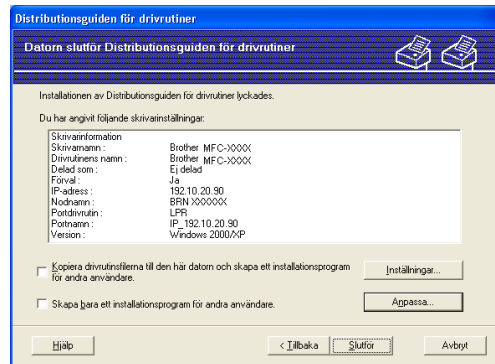 Distributionsguiden för drivrutiner
Datorn slutför Distributionsguiden för drivrutiner
Installationen av Distributionsguiden för drivrutiner lyckades.
Du har angivit följande skrivarinställningar:
Skrivarinformation
Skrivarnamn : Brother MFC-XXXX
Drivrutinens namn : Brother MFC-XXXX
Delad som : Ej delad
Förval : Ja
IP-adress : 192.10.20.90
Nodnamn : BRN XXXXXX
Portdrivrutin : LPR
Portnamn : IP_192.10.20.90
Version : Windows 2000/XP
Kopiera drivrutinsfilerna till den här datorn och skapa ett installationsprogram
för andra användare.
Inställningar...
Skapa bara ett installationsprogram för andra användare.
Anpassa...
Hjälp
< Tillbaka
Slutför
Avbryt